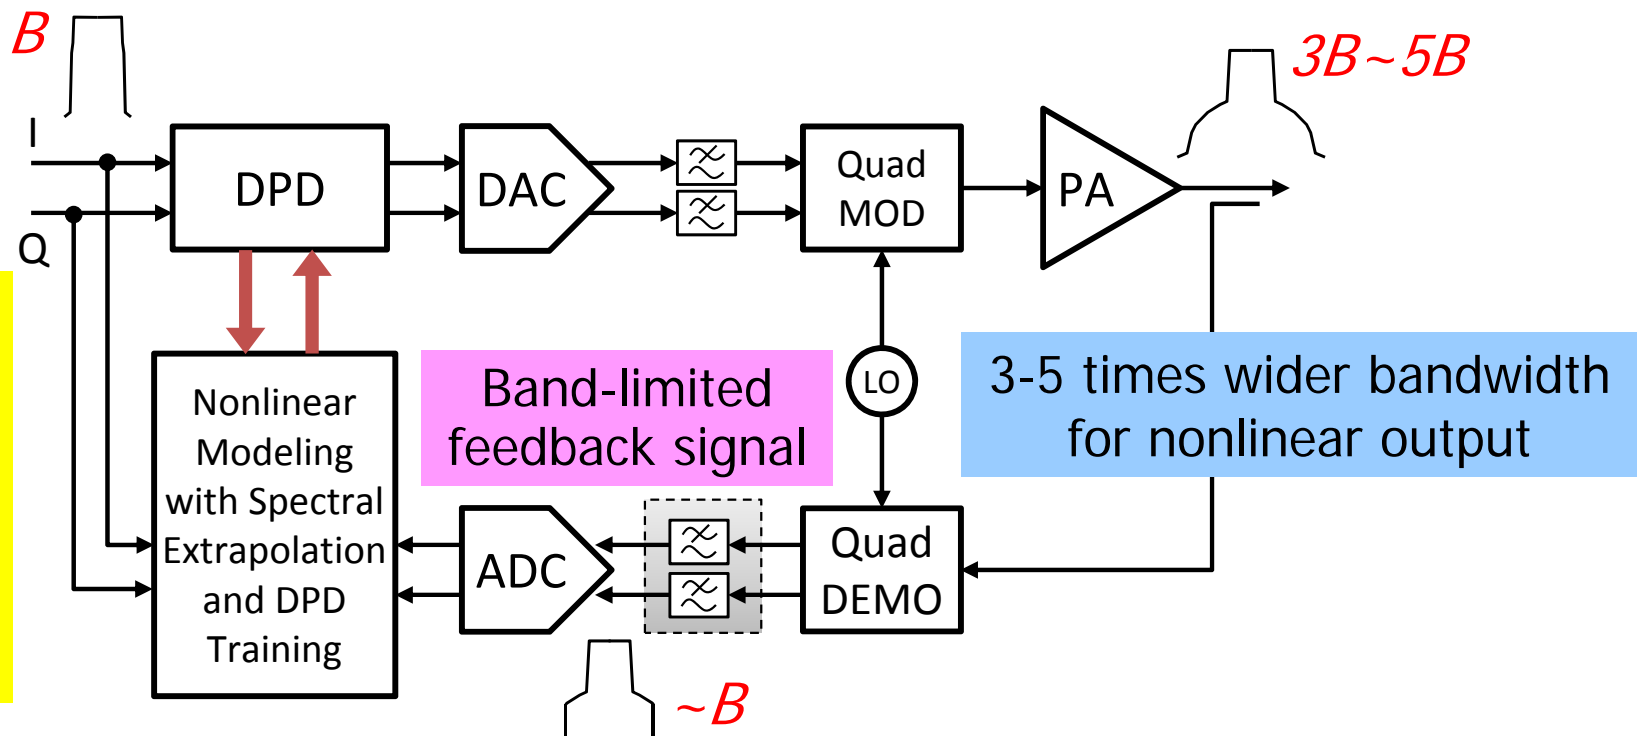 B
3B~5B
I
Q
DPD
DAC
Quad
MOD
PA
LO
Band-limited
feedback signal
3-5 times wider bandwidth
for nonlinear output
Nonlinear
Modeling
with Spectral
Extrapolation
and DPD
Training
ADC
Quad
DEMO
~B